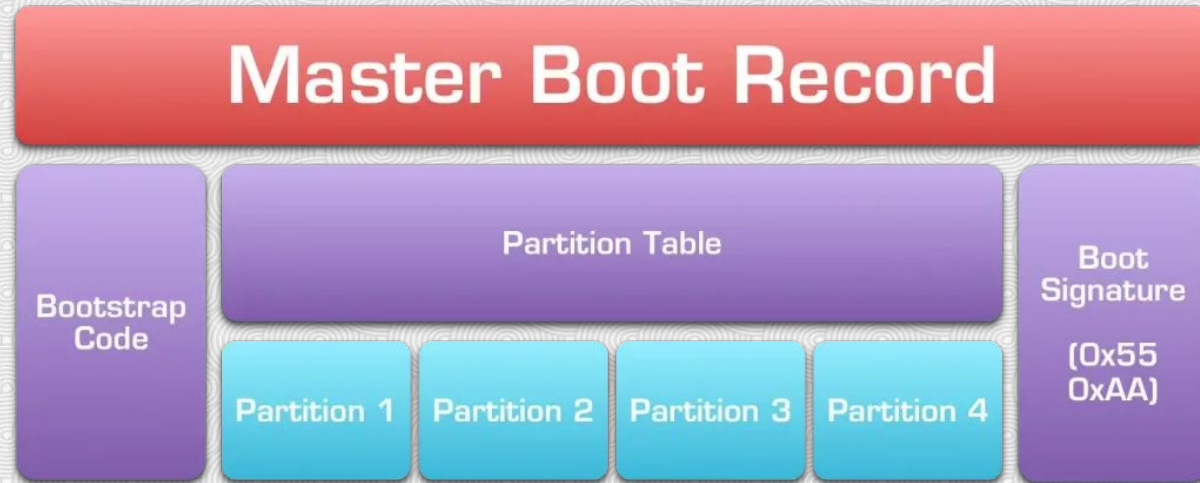 Master Boot Record
Bootstrap
Code
Partition Table
Partition 1
Partition 2
Partition 3
Partition 4
Boot
Signature
(0x55
0xAA)